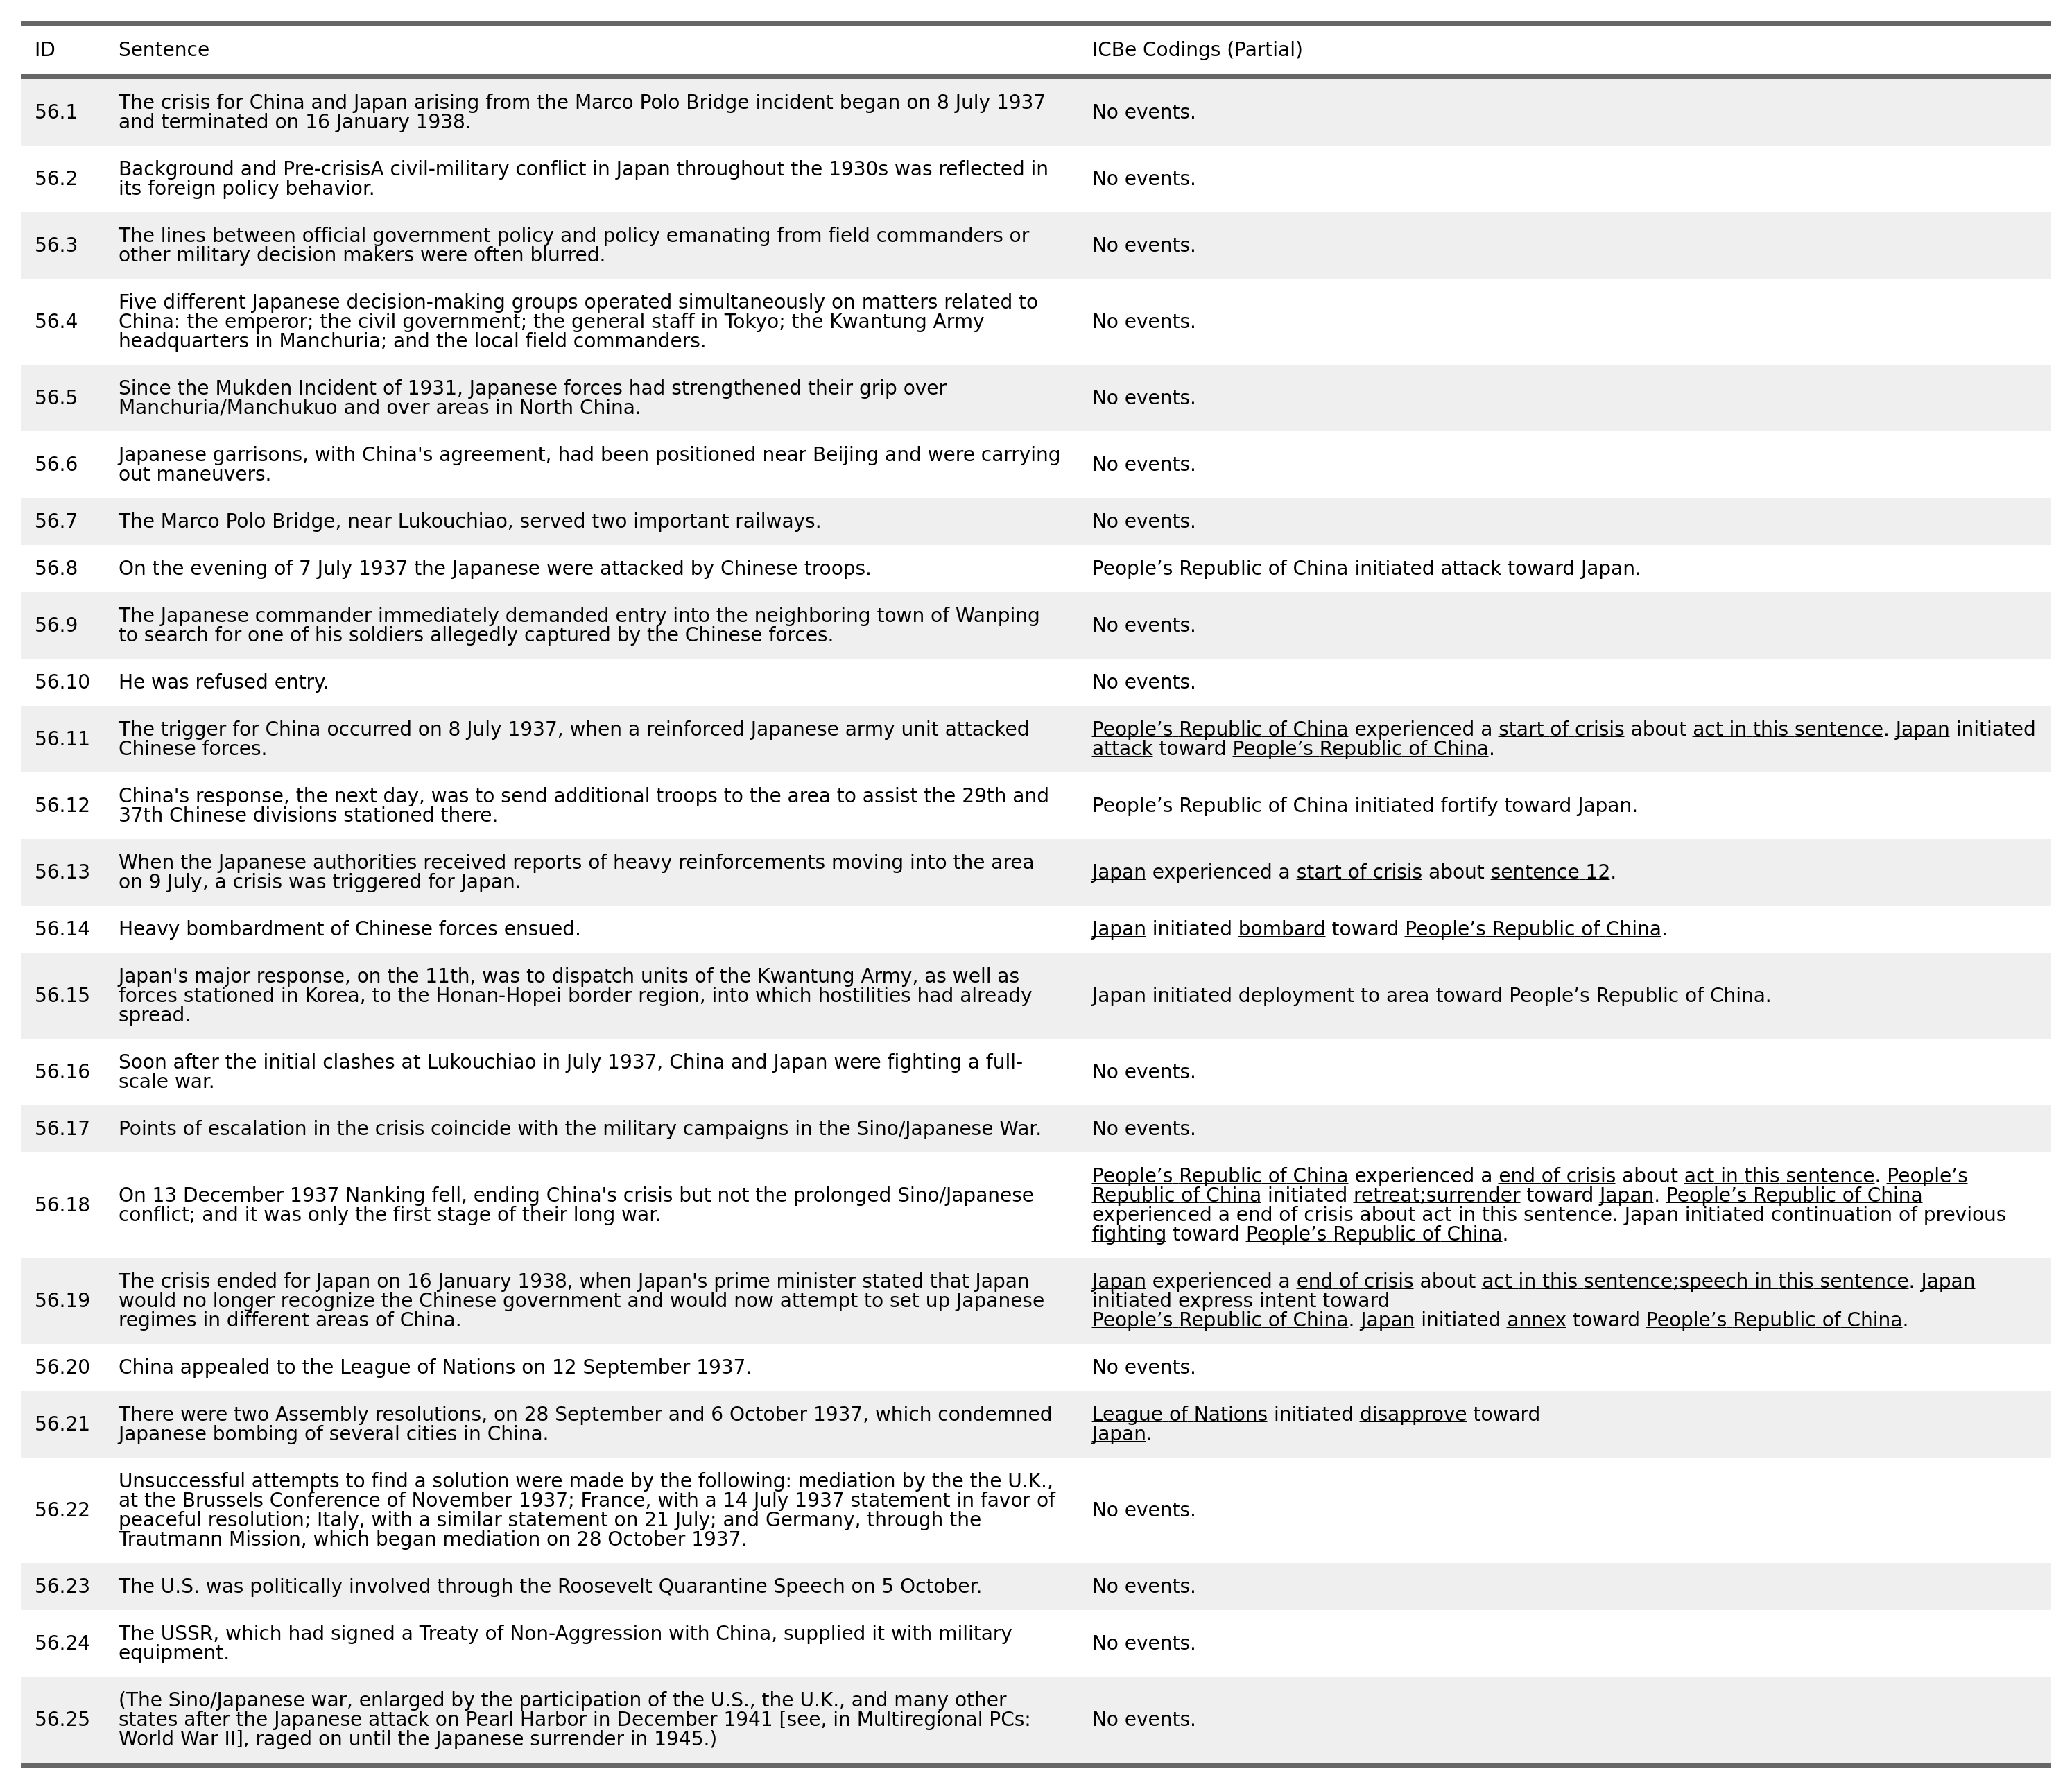 ID Sentence ICBe Codings (Partial)
56.1 The crisis for China and Japan arising from the Marco Polo Bridge incident began on 8 July 1937
and terminated on 16 January 1938.
No events.
56.2 Background and Pre-crisisA civil-military conflict in Japan throughout the 1930s was reflected in
its foreign policy behavior.
No events.
56.3 The lines between official government policy and policy emanating from field commanders or
other military decision makers were often blurred.
No events.
56.4 Five different Japanese decision-making groups operated simultaneously on matters related to
China: the emperor; the civil government; the general staff in Tokyo; the Kwantung Army
headquarters in Manchuria; and the local field commanders.
No events.
56.5 Since the Mukden Incident of 1931, Japanese forces had strengthened their grip over
Manchuria/Manchukuo and over areas in North China.
No events.
56.6 Japanese garrisons, with China's agreement, had been positioned near Beijing and were carrying
out maneuvers.
No events.
56.7 The Marco Polo Bridge, near Lukouchiao, served two important railways.
No events.
56.8 On the evening of 7 July 1937 the Japanese were attacked by Chinese troops.
People’s Republic of China initiated attack toward Japan.
56.9 The Japanese commander immediately demanded entry into the neighboring town of Wanping
to search for one of his soldiers allegedly captured by the Chinese forces.
No events.
56.10 He was refused entry.
No events.
56.11 The trigger for China occurred on 8 July 1937, when a reinforced Japanese army unit attacked
Chinese forces.
People’s Republic of China experienced a start of crisis about act in this sentence. Japan initiated
attack toward People’s Republic of China.
56.12 China's response, the next day, was to send additional troops to the area to assist the 29th and
37th Chinese divisions stationed there.
People’s Republic of China initiated fortify toward Japan.
56.13 When the Japanese authorities received reports of heavy reinforcements moving into the area
on 9 July, a crisis was triggered for Japan.
Japan experienced a start of crisis about sentence 12.
56.14 Heavy bombardment of Chinese forces ensued.
Japan initiated bombard toward People’s Republic of China.
56.15 Japan's major response, on the 11th, was to dispatch units of the Kwantung Army, as well as
forces stationed in Korea, to the Honan-Hopei border region, into which hostilities had already
spread.
Japan initiated deployment to area toward People’s Republic of China.
56.16 Soon after the initial clashes at Lukouchiao in July 1937, China and Japan were fighting a full-
scale war.
No events.
56.17 Points of escalation in the crisis coincide with the military campaigns in the Sino/Japanese War.
No events.
56.18 On 13 December 1937 Nanking fell, ending China's crisis but not the prolonged Sino/Japanese
conflict; and it was only the first stage of their long war.
People’s Republic of China experienced a end of crisis about act in this sentence. People’s
Republic of China initiated retreat;surrender toward Japan. People’s Republic of China
experienced a end of crisis about act in this sentence. Japan initiated continuation of previous
fighting toward People’s Republic of China.
56.19 The crisis ended for Japan on 16 January 1938, when Japan's prime minister stated that Japan
would no longer recognize the Chinese government and would now attempt to set up Japanese
regimes in different areas of China.
Japan experienced a end of crisis about act in this sentence;speech in this sentence. Japan
initiated express intent toward
People’s Republic of China. Japan initiated annex toward People’s Republic of China.
56.20 China appealed to the League of Nations on 12 September 1937.
No events.
56.21 There were two Assembly resolutions, on 28 September and 6 October 1937, which condemned
Japanese bombing of several cities in China.
League of Nations initiated disapprove toward
Japan.
56.22 Unsuccessful attempts to find a solution were made by the following: mediation by the the U.K.,
at the Brussels Conference of November 1937; France, with a 14 July 1937 statement in favor of
peaceful resolution; Italy, with a similar statement on 21 July; and Germany, through the
Trautmann Mission, which began mediation on 28 October 1937.
No events.
56.23 The U.S. was politically involved through the Roosevelt Quarantine Speech on 5 October.
No events.
56.24 The USSR, which had signed a Treaty of Non-Aggression with China, supplied it with military
equipment.
No events.
56.25 (The Sino/Japanese war, enlarged by the participation of the U.S., the U.K., and many other
states after the Japanese attack on Pearl Harbor in December 1941 [see, in Multiregional PCs:
World War II], raged on until the Japanese surrender in 1945.)
No events.